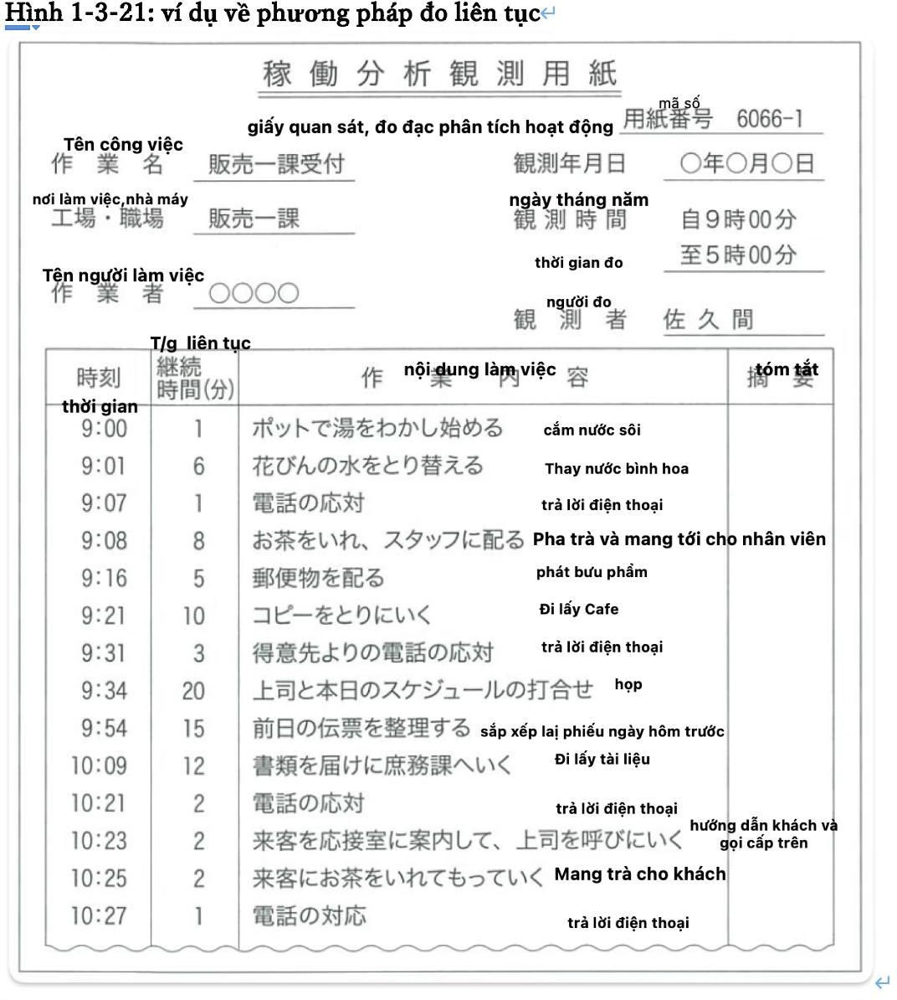 Hình 1-3-21: ví dụ về phương pháp đo liên tục↵
稼働分析観測用紙
mã số
giấy quan sát, đo đạc phân tích hoạt động 用紙番号 6066-1
Tên công việc
作業名 販売一課受付 観測年月日 〇年〇月〇日
nơi làm việc,nhà máy ngày tháng năm
工場・職場 販売一課 観測時間 自9時00分
thời gian đo 至5時00分
Tên người làm việc
作業者 〇〇〇〇
người đo
観測者 佐久間
T/g liên tục
時刻 継続時間(分) 作業内容 nội dung làm việc 摘要 tóm tắt
thời gian
9:00 1 ポットで湯をわかし始める cắm nước sôi
9:01 6 花びんの水をとり替える Thay nước bình hoa
9:07 1 電話の応対 trả lời điện thoại
9:08 8 お茶をいれ、スタッフに配る Pha trà và mang tới cho nhân viên
9:16 5 郵便物を配る phát bưu phẩm
9:21 10 コピーをとりにいく Đi lấy Cafe
9:31 3 得意先よりの電話の応対 trả lời điện thoại
9:34 20 上司と本日のスケジュールの打合せ họp
9:54 15 前日の伝票を整理する sắp xếp laị phiếu ngày hôm trước
10:09 12 書類を届けに庶務課へいく Đi lấy tài liệu
10:21 2 電話の応対 trả lời điện thoại
10:23 2 来客を応接室に案内して、上司を呼びにいく hướng dẫn khách và gọi cấp trên
10:25 2 来客にお茶をいれてもっていく Mang trà cho khách
10:27 1 電話の対応 trả lời điện thoại